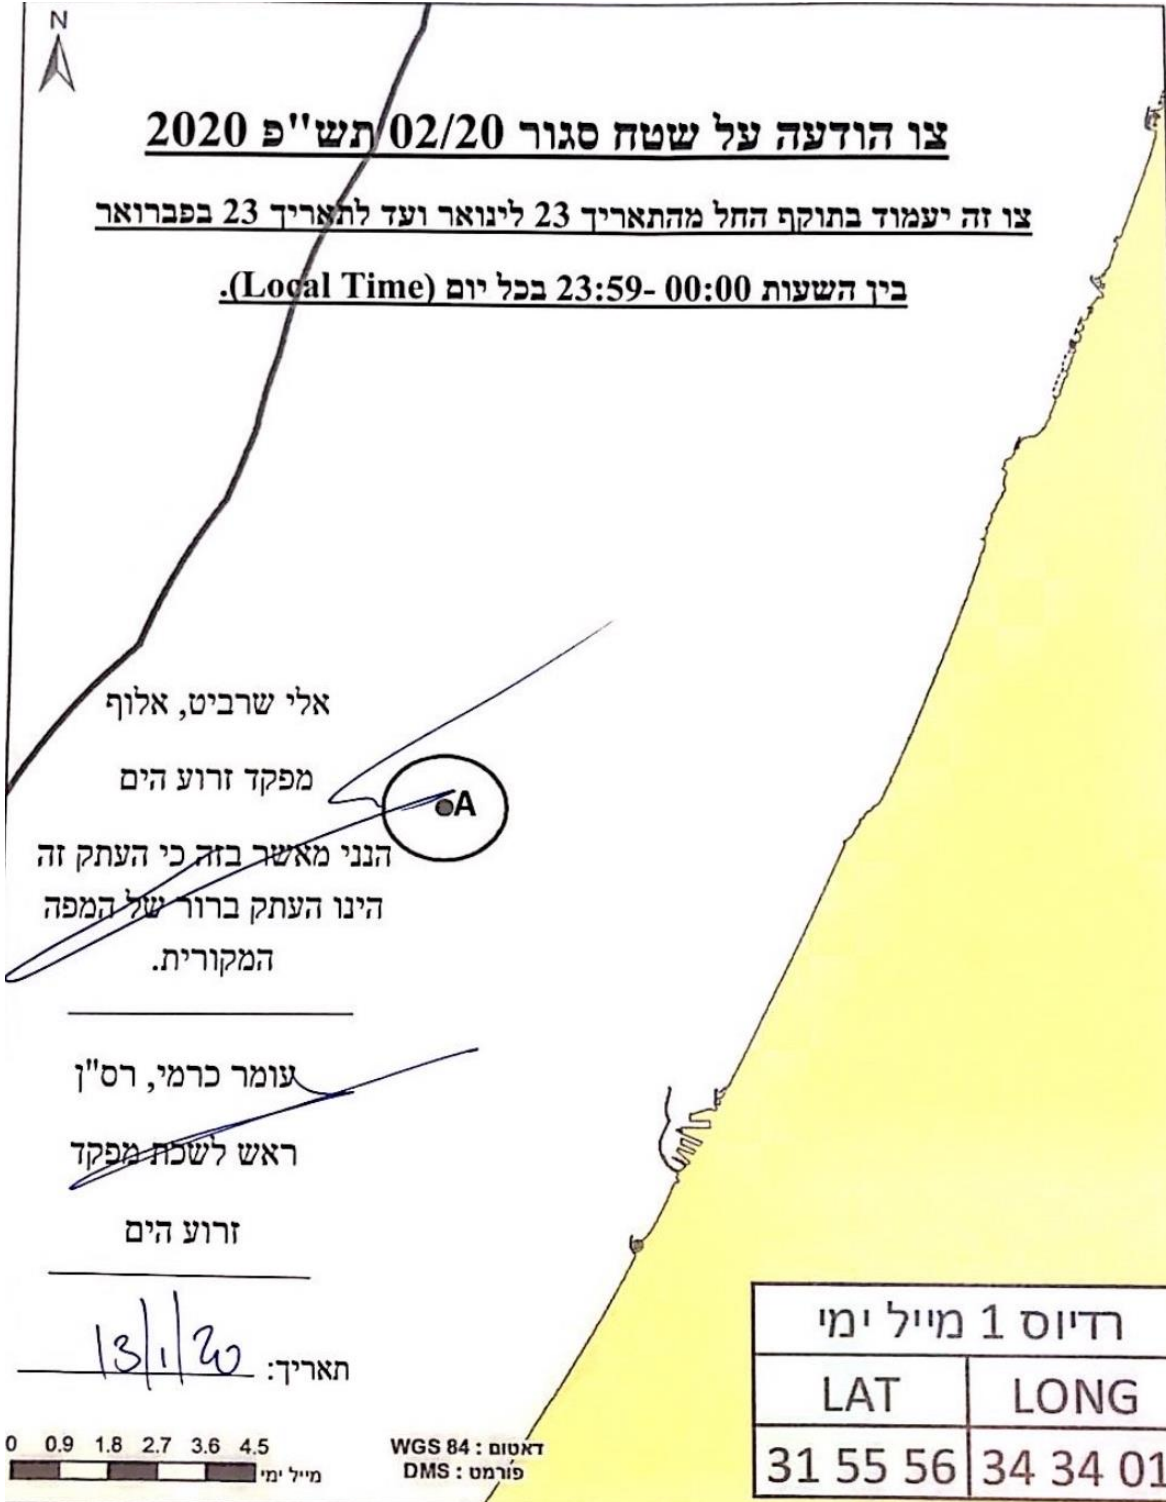 N
צו הודעה על שטח סגור 02/20 תש"פ 2020
צו זה יעמוד בתוקף החל מהתאריך 23 לינואר ועד לתאריך 23 בפברואר
בין השעות 00:00 -23:59 בכל יום (Local Time).
אלי שרביט, אלוף
מפקד זרוע הים
A
הנני מאשר בזה כי העתק זה
הינו העתק ברור של המפה
המקורית.
עומר כרמי, רס"ן
ראש לשכת מפקד
זרוע הים
תאריך: 13/1/20
0 0.9 1.8 2.7 3.6 4.5
מייל ימי
דאטום : WGS 84
פורמט : DMS
רדיוס 1 מייל ימי
LAT LONG
31 55 56 34 34 01